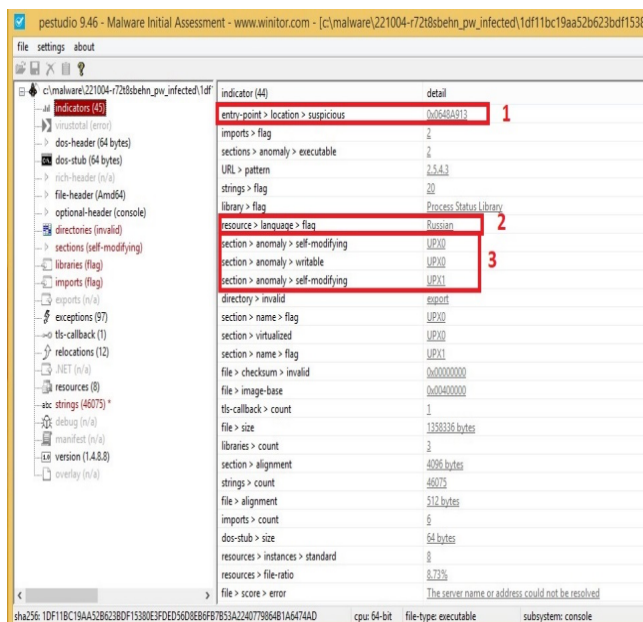 pestudio 9.46 - Malware Initial Assessment - www.winitor.com - [c:\malware\221004-r72t8sbehn_pw_infected\1df11bc19aa52b623bdf1538
file settings about
c:\malware\221004-r72t8sbehn_pw_infected\1df'
indicators (45)
virustotal (error)
dos-header (64 bytes)
dos-stub (64 bytes)
rich-header (n/a)
file-header (Amd64)
optional-header (console)
directories (invalid)
sections (self-modifying)
libraries (flag)
imports (flag)
exports (n/a)
exceptions (97)
tls-callback (1)
relocations (12)
.NET (n/a)
resources (8)
abc strings (46075) *
debug (n/a)
manifest (n/a)
1.0 version (1.4.8.8)
overlay (n/a)
indicator (44) detail
entry-point > location > suspicious 0x0648A913 1
imports > flag 2
sections > anomaly > executable 2
URL > pattern 2.5.4.3
strings > flag 20
library > flag Process Status Library
resource > language > flag Russian 2
section > anomaly > self-modifying UPX0
section > anomaly > writable UPX0 3
section > anomaly > self-modifying UPX1
directory > invalid export
section > name > flag UPX0
section > virtualized UPX0
section > name > flag UPX1
file > checksum > invalid 0x00000000
file > image-base 0x00400000
tls-callback > count 1
file > size 1358336 bytes
libraries > count 3
section > alignment 4096 bytes
strings > count 46075
file > alignment 512 bytes
imports > count 6
dos-stub > size 64 bytes
resources > instances > standard 8
resources > file-ratio 8.73%
file > score > error The server name or address could not be resolved
sha256: 1DF11BC19AA52B623BDF15380E3FDED56D8EB6FB7B53A2240779864B1A6474AD cpu: 64-bit file-type: executable subsystem: console